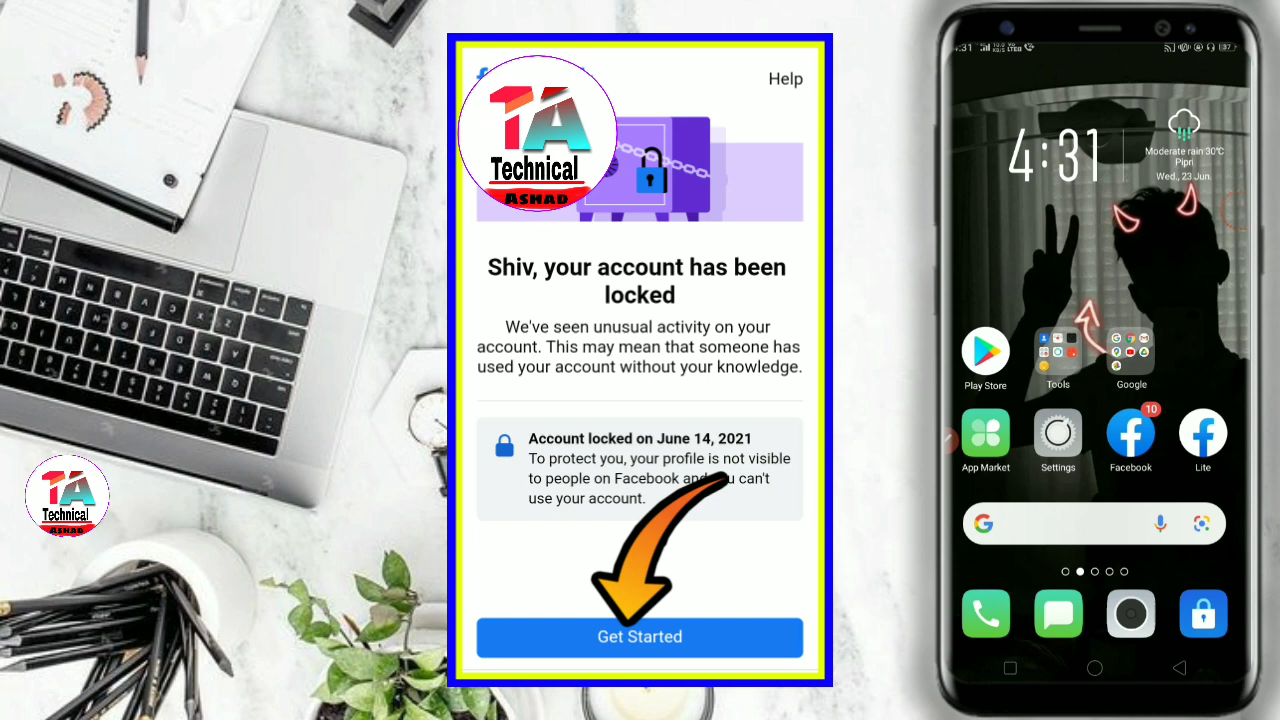 TA
Technical
ASHAD
Help
TA
Technical
ASHAD
Shiv, your account has been
locked
We've seen unusual activity on your
account. This may mean that someone has
used your account without your knowledge.
Account locked on June 14, 2021
To protect you, your profile is not visible
to people on Facebook and you can't
use your account.
Get Started
4:31
37
4:31
Moderate rain 30℃
Pipri
Wed., 23 Jun.
Play Store
Tools
Google
10
App Market
Settings
Facebook
Lite